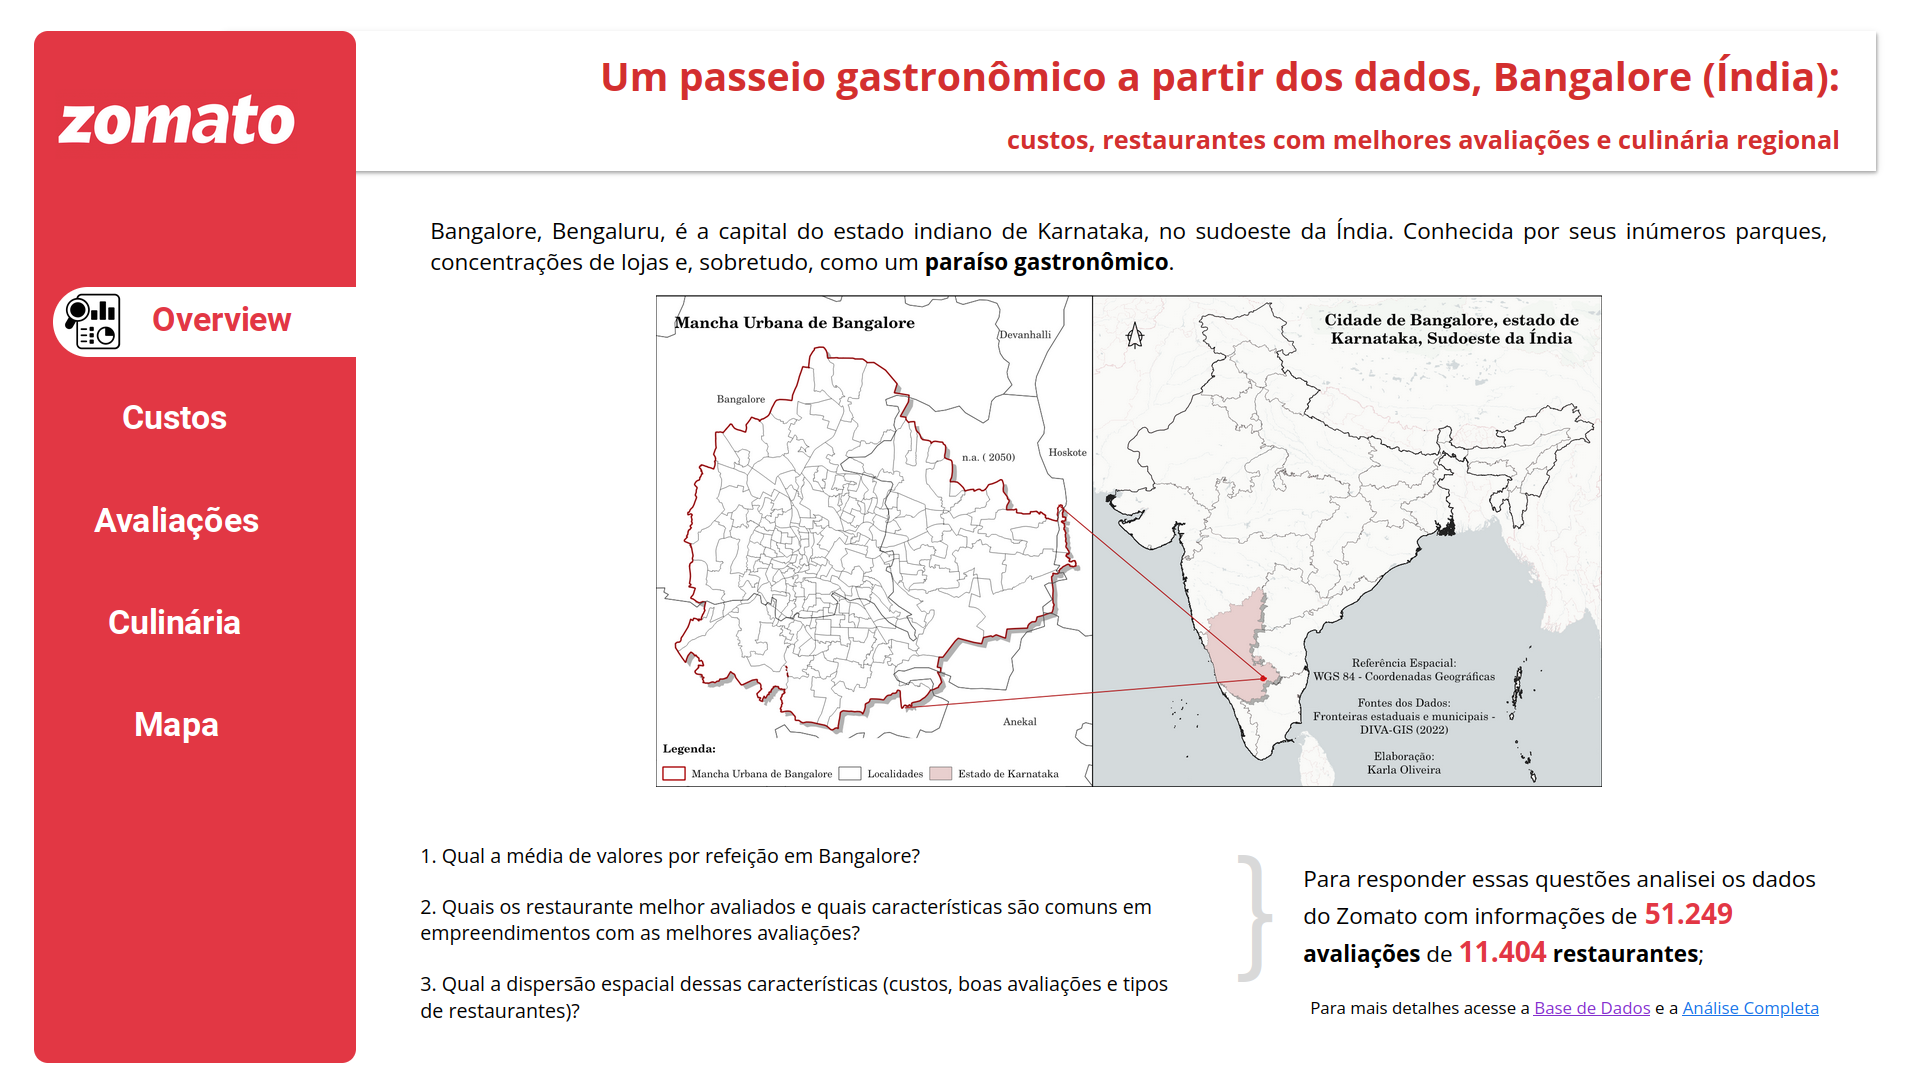 zomato
Um passeio gastronômico a partir dos dados, Bangalore (Índia):
custos, restaurantes com melhores avaliações e culinária regional
Overview
Custos
Avaliações
Culinária
Mapa
Bangalore, Bengaluru, é a capital do estado indiano de Karnataka, no sudoeste da Índia. Conhecida por seus inúmeros parques,
concentrações de lojas e, sobretudo, como um paraíso gastronômico.
Mancha Urbana de Bangalore
Devanhalli
Bangalore
n.a. ( 2050)
Hoskote
Anekal
Legenda:
Mancha Urbana de Bangalore
Localidades
Estado de Karnataka
Cidade de Bangalore, estado de
Karnataka, Sudoeste da Índia
Referência Espacial:
WGS 84 - Coordenadas Geográficas
Fontes dos Dados:
Fronteiras estaduais e municipais -
DIVA-GIS (2022)
Elaboração:
Karla Oliveira
1. Qual a média de valores por refeição em Bangalore?
2. Quais os restaurante melhor avaliados e quais características são comuns em
empreendimentos com as melhores avaliações?
3. Qual a dispersão espacial dessas características (custos, boas avaliações e tipos
de restaurantes)?
}
Para responder essas questões analisei os dados
do Zomato com informações de 51.249
avaliações de 11.404 restaurantes;
Para mais detalhes acesse a Base de Dados e a Análise Completa